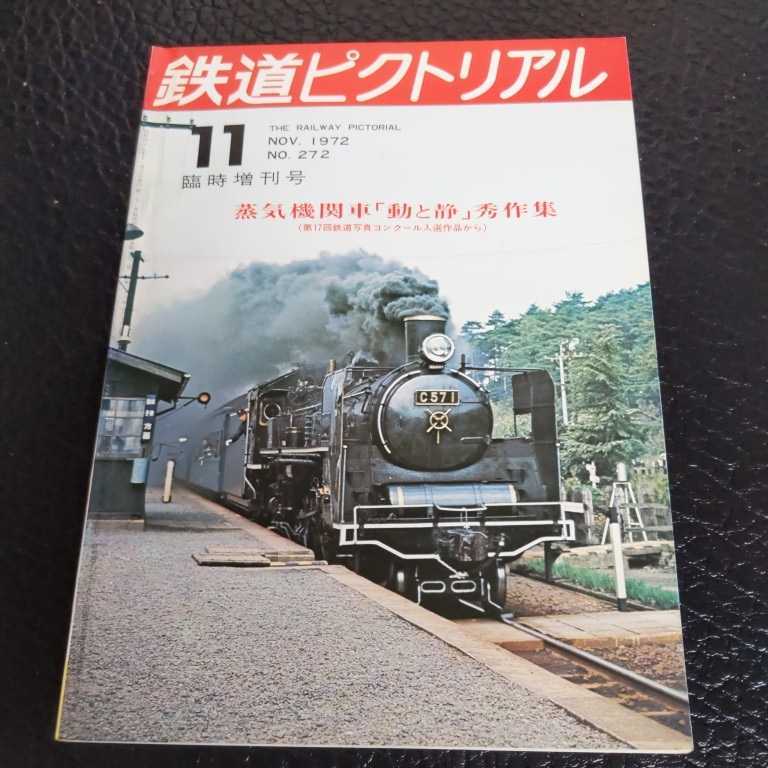 鉄道ピクトリアル
11
THE RAILWAY PICTORIAL
NOV. 1972
NO. 272
臨時増刊号
蒸気機関車「動と静」秀作集
(第17回鉄道写真コンクール入選作品から)
C571